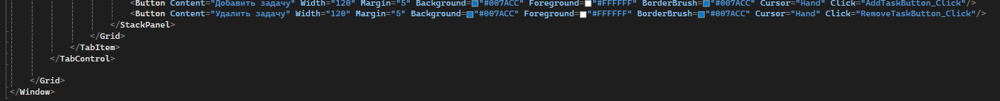 <Button Content="Добавить задачу" Width="120" Margin="5" Background="#007ACC" Foreground="#FFFFFF" BorderBrush="#007ACC" Cursor="Hand" Click="AddTaskButton_Click"/>
<Button Content="Удалить задачу" Width="120" Margin="5" Background="#007ACC" Foreground="#FFFFFF" BorderBrush="#007ACC" Cursor="Hand" Click="RemoveTaskButton_Click"/>
</StackPanel>
</Grid>
</TabItem>
</TabControl>
</Grid>
</Window>